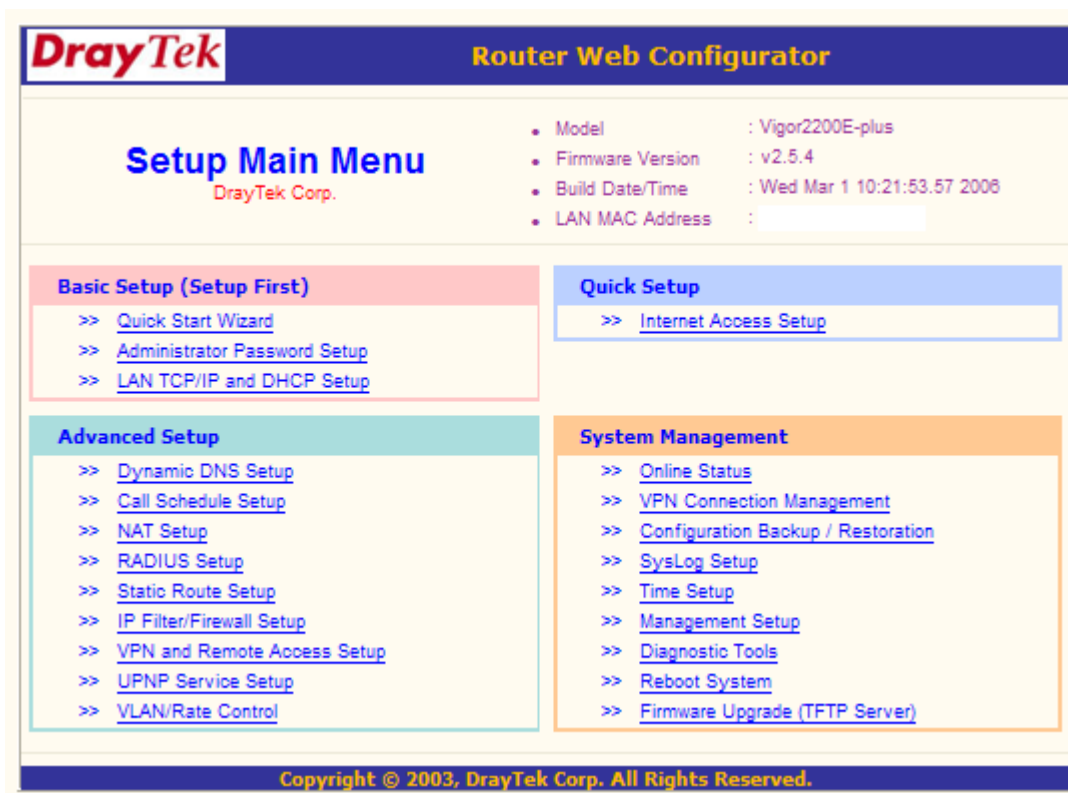 DrayTek
Router Web Configurator
Setup Main Menu
DrayTek Corp.
• Model : Vigor2200E-plus
• Firmware Version : v2.5.4
• Build Date/Time : Wed Mar 1 10:21:53.57 2006
• LAN MAC Address :
Basic Setup (Setup First)
>> Quick Start Wizard
>> Administrator Password Setup
>> LAN TCP/IP and DHCP Setup
Quick Setup
>> Internet Access Setup
Advanced Setup
>> Dynamic DNS Setup
>> Call Schedule Setup
>> NAT Setup
>> RADIUS Setup
>> Static Route Setup
>> IP Filter/Firewall Setup
>> VPN and Remote Access Setup
>> UPNP Service Setup
>> VLAN/Rate Control
System Management
>> Online Status
>> VPN Connection Management
>> Configuration Backup / Restoration
>> SysLog Setup
>> Time Setup
>> Management Setup
>> Diagnostic Tools
>> Reboot System
>> Firmware Upgrade (TFTP Server)
Copyright © 2003, DrayTek Corp. All Rights Reserved.